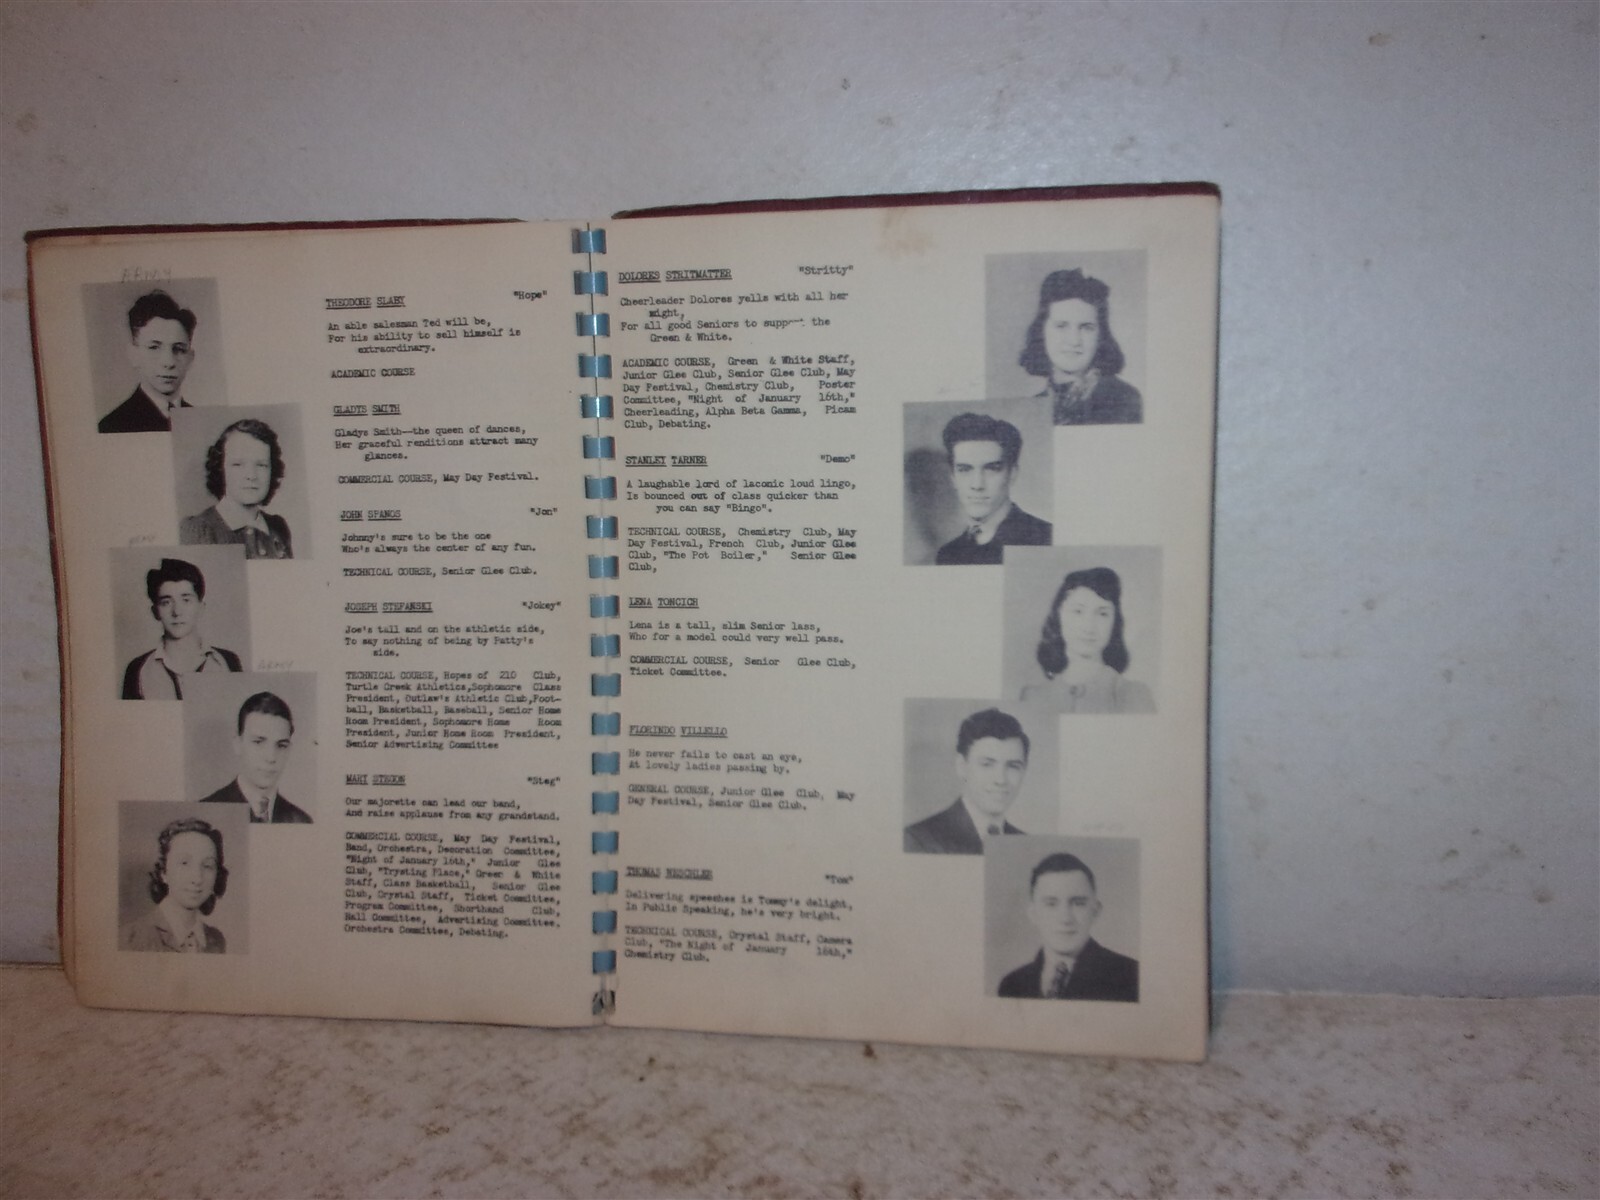 ARMY
THEODORE SLABY "Hope"
An able salesman Ted will be,
For his ability to sell himself is
extraordinary.
ACADEMIC COURSE
GLADYS SMITH
Gladys Smith--the queen of dances,
Her graceful renditions attract many
glances.
COMMERCIAL COURSE, May Day Festival.
JOHN SPANOS "Jon"
Johnny's sure to be the one
Who's always the center of any fun.
TECHNICAL COURSE, Senior Glee Club.
ARMY
JOSEPH STEFANSKI "Jokey"
Joe's tall and on the athletic side,
To say nothing of being by Patty's
side.
TECHNICAL COURSE, Hopes of 210 Club,
Turtle Creek Athletics,Sophomore Class
President, Outlaw's Athletic Club,Foot-
ball, Basketball, Baseball, Senior Home
Room President, Sophomore Home Room
President, Junior Home Room President,
Senior Advertising Committee
MARY STEGON "Steg"
Our majorette can lead our band,
And raise applause from any grandstand.
COMMERCIAL COURSE, May Day Festival,
Band, Orchestra, Decoration Committee,
"Night of January 16th," Junior Glee
Club, "Trysting Place," Green & White
Staff, Class Basketball, Senior Glee
Club, Crystal Staff, Ticket Committee,
Program Committee, Shorthand Club,
Hall Committee, Advertising Committee,
Orchestra Committee, Debating.
DOLORES STRITMATTER "Stritty"
Cheerleader Dolores yells with all her
might,
For all good Seniors to support the
Green & White.
ACADEMIC COURSE, Green & White Staff,
Junior Glee Club, Senior Glee Club, May
Day Festival, Chemistry Club, Poster
Committee, "Night of January 16th,"
Cheerleading, Alpha Beta Gamma, Picam
Club, Debating.
STANLEY TARNER "Demo"
A laughable lord of laconic loud lingo,
Is bounced out of class quicker than
you can say "Bingo".
TECHNICAL COURSE, Chemistry Club, May
Day Festival, French Club, Junior Glee
Club, "The Pot Boiler," Senior Glee
Club,
LENA TONCICH
Lena is a tall, slim Senior lass,
Who for a model could very well pass.
COMMERCIAL COURSE, Senior Glee Club,
Ticket Committee.
FLORINDO VILLELLO
He never fails to cast an eye,
At lovely ladies passing by.
GENERAL COURSE, Junior Glee Club, May
Day Festival, Senior Glee Club.
THOMAS "Tom"
Delivering speeches is Tommy's delight,
In Public Speaking, he's very bright.
TECHNICAL COURSE, Crystal Staff, Camera
Club, "The Night of January 16th,"
Chemistry Club.